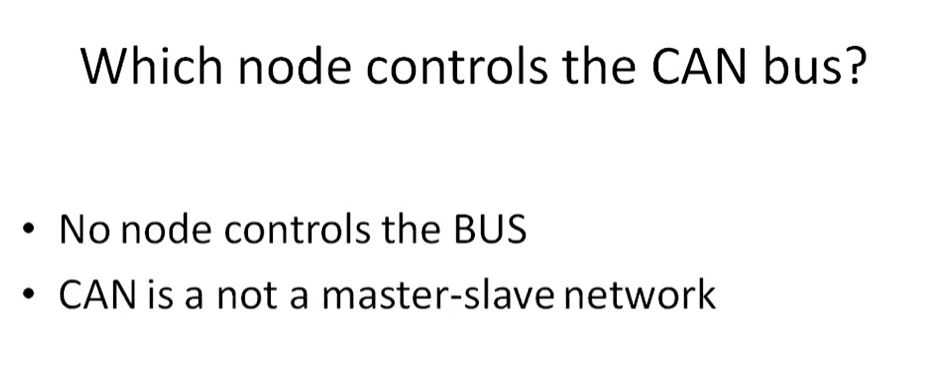 Which node controls the CAN bus?
• No node controls the BUS
• CAN is a not a master-slave network